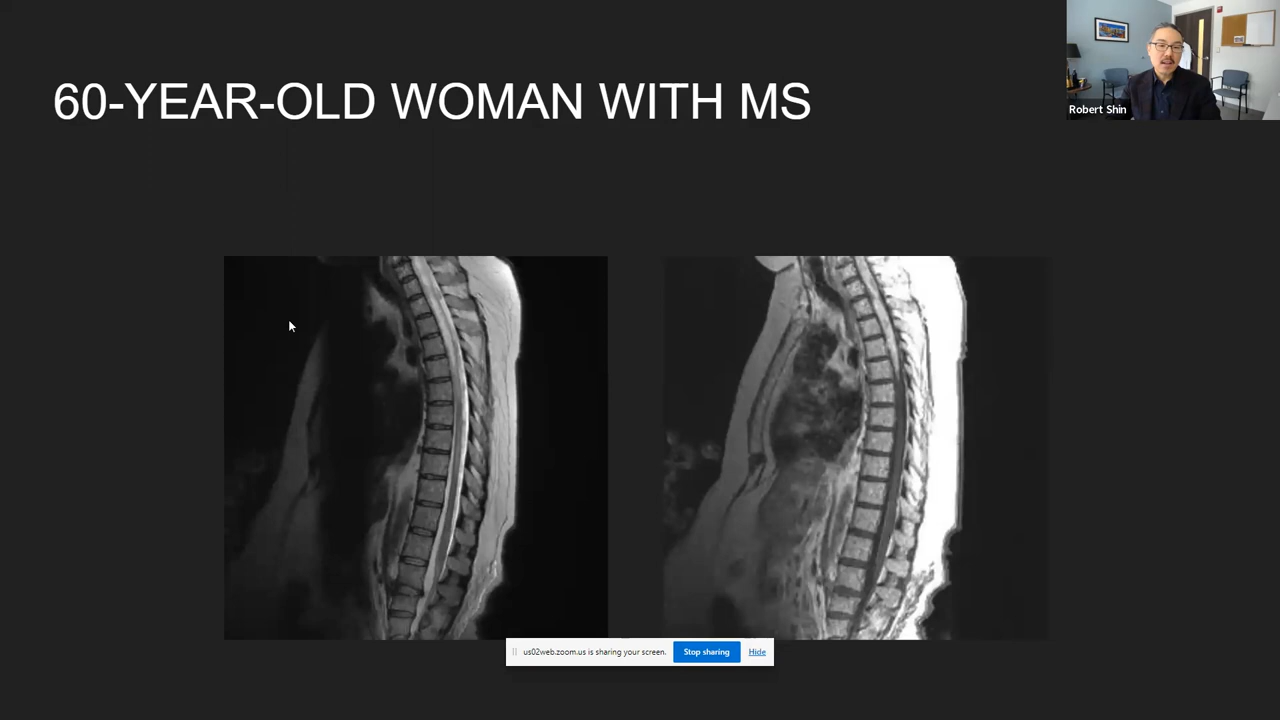 60-YEAR-OLD WOMAN WITH MS
Robert Shin
us02web.zoom.us is sharing your screen.
Stop sharing
Hide